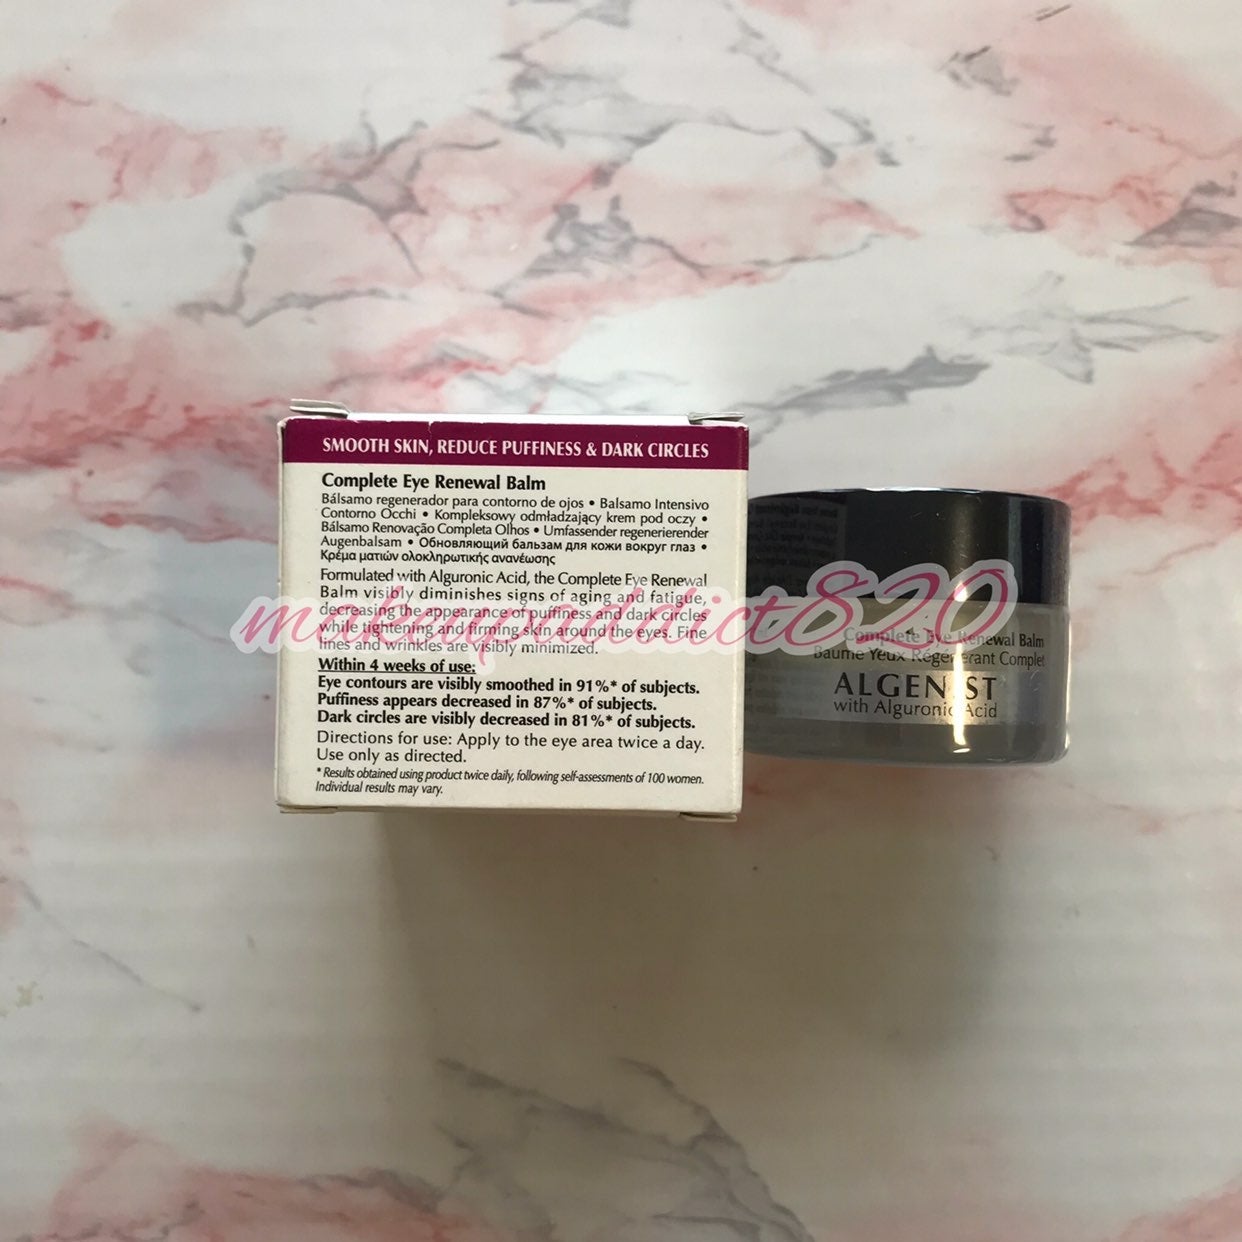 SMOOTH SKIN, REDUCE PUFFINESS & DARK CIRCLES
Complete Eye Renewal Balm
Bálsamo regenerador para contorno de ojos • Balsamo Intensivo
Contorno Occhi • Kompleksowy odmładzający krem pod oczy •
Bálsamo Renovação Completa Olhos • Umfassender regenerierender
Augenbalsam • Обновляющий бальзам для кожи вокруг глаз •
Κρέμα ματιών ολοκληρωτικής ανανέωσης
Formulated with Alguronic Acid, the Complete Eye Renewal
Balm visibly diminishes signs of aging and fatigue,
decreasing the appearance of puffiness and dark circles
while tightening and firming skin around the eyes. Fine
lines and wrinkles are visibly minimized.
Within 4 weeks of use:
Eye contours are visibly smoothed in 91%* of subjects.
Puffiness appears decreased in 87%* of subjects.
Dark circles are visibly decreased in 81%* of subjects.
Directions for use: Apply to the eye area twice a day.
Use only as directed.
* Results obtained using product twice daily, following self-assessments of 100 women.
Individual results may vary.
makeupaddict820
Complete Eye Renewal Balm
Baume Yeux Régénérant Complet
ALGENIST
with Alguronic Acid